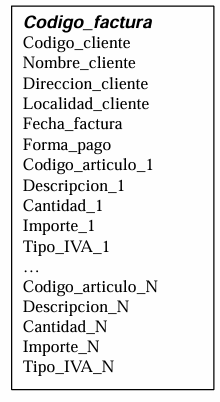 Codigo_factura
Codigo_cliente
Nombre_cliente
Direccion_cliente
Localidad_cliente
Fecha_factura
Forma_pago
Codigo_articulo_1
Descripcion_1
Cantidad_1
Importe_1
Tipo_IVA_1
…
Codigo_articulo_N
Descripcion_N
Cantidad_N
Importe_N
Tipo_IVA_N